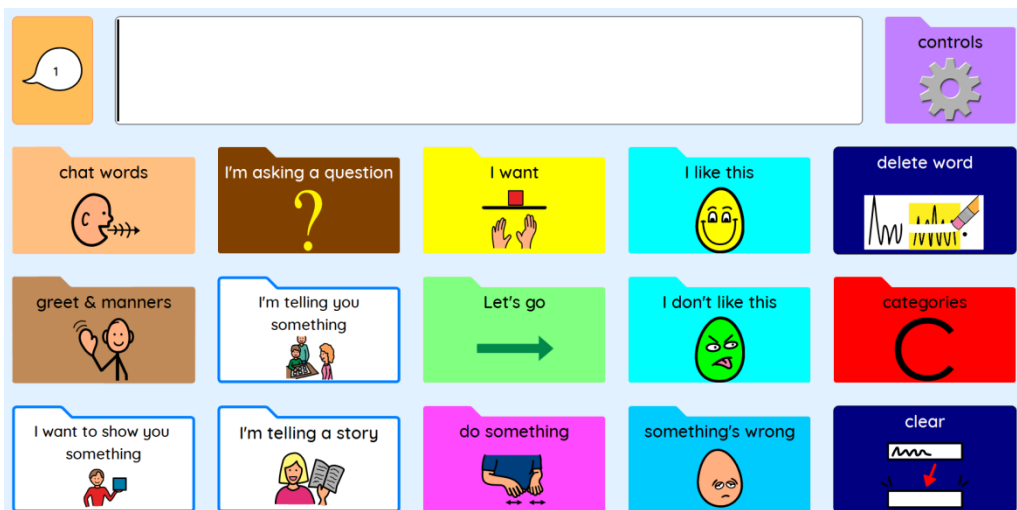 1
controls
chat words
I'm asking a question
I want
I like this
delete word
greet & manners
I'm telling you
something
Let's go
I don't like this
categories
C
I want to show you
something
I'm telling a story
do something
something's wrong
clear